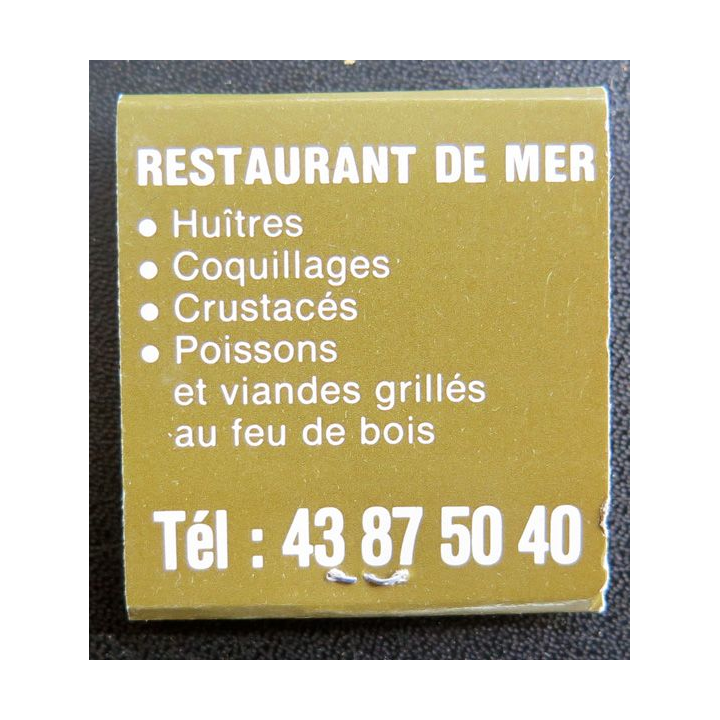 RESTAURANT DE MER
• Huîtres
• Coquillages
• Crustacés
• Poissons
et viandes grillés
au feu de bois
Tél : 43 87 50 40